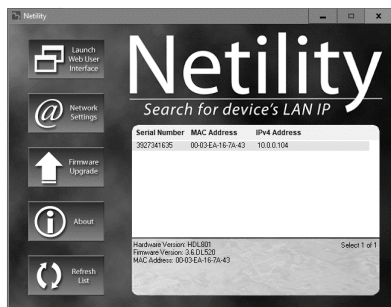 Netility
Launch
Web User
Interface
Network
Settings
Firmware
Upgrade
About
Refresh
List
Netility
Search for device's LAN IP
Serial Number MAC Address IPv4 Address
3927341635 00-03-EA-16-7A-43 10.0.0.104
Hardware Version: HDL801 Select 1 of 1
Firmware Version: 3.6.DL520
MAC Address: 00-03-EA-16-7A-43